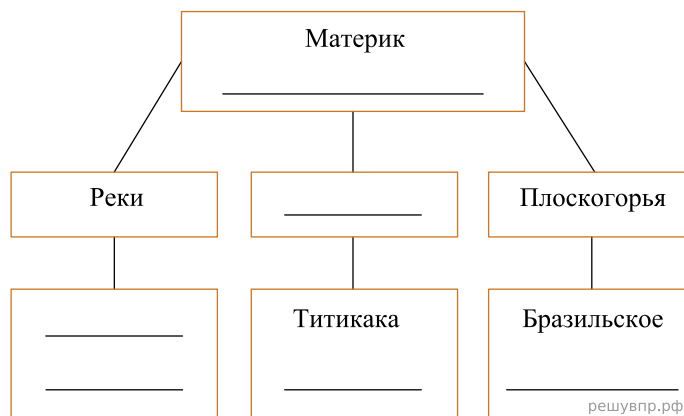 Материк
Реки
Плоскогорья
Титикака
Бразильское
решувпр.рф